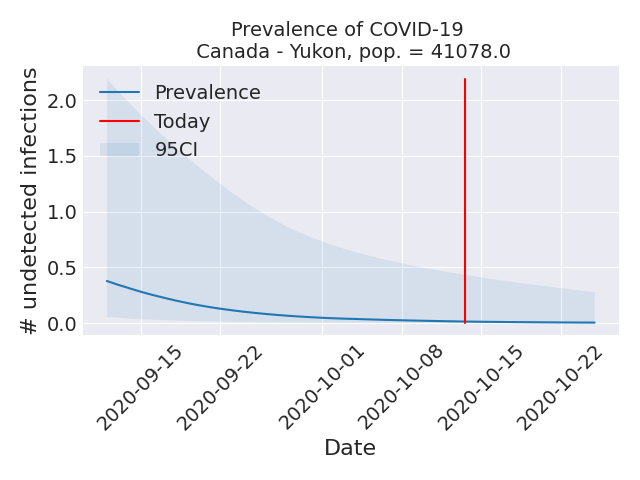 Prevalence of COVID-19
Canada - Yukon, pop. = 41078.0
# undetected infections
2.0
1.5
1.0
0.5
0.0
Prevalence
Today
95CI
2020-09-15
2020-09-22
2020-10-01
2020-10-08
2020-10-15
2020-10-22
Date